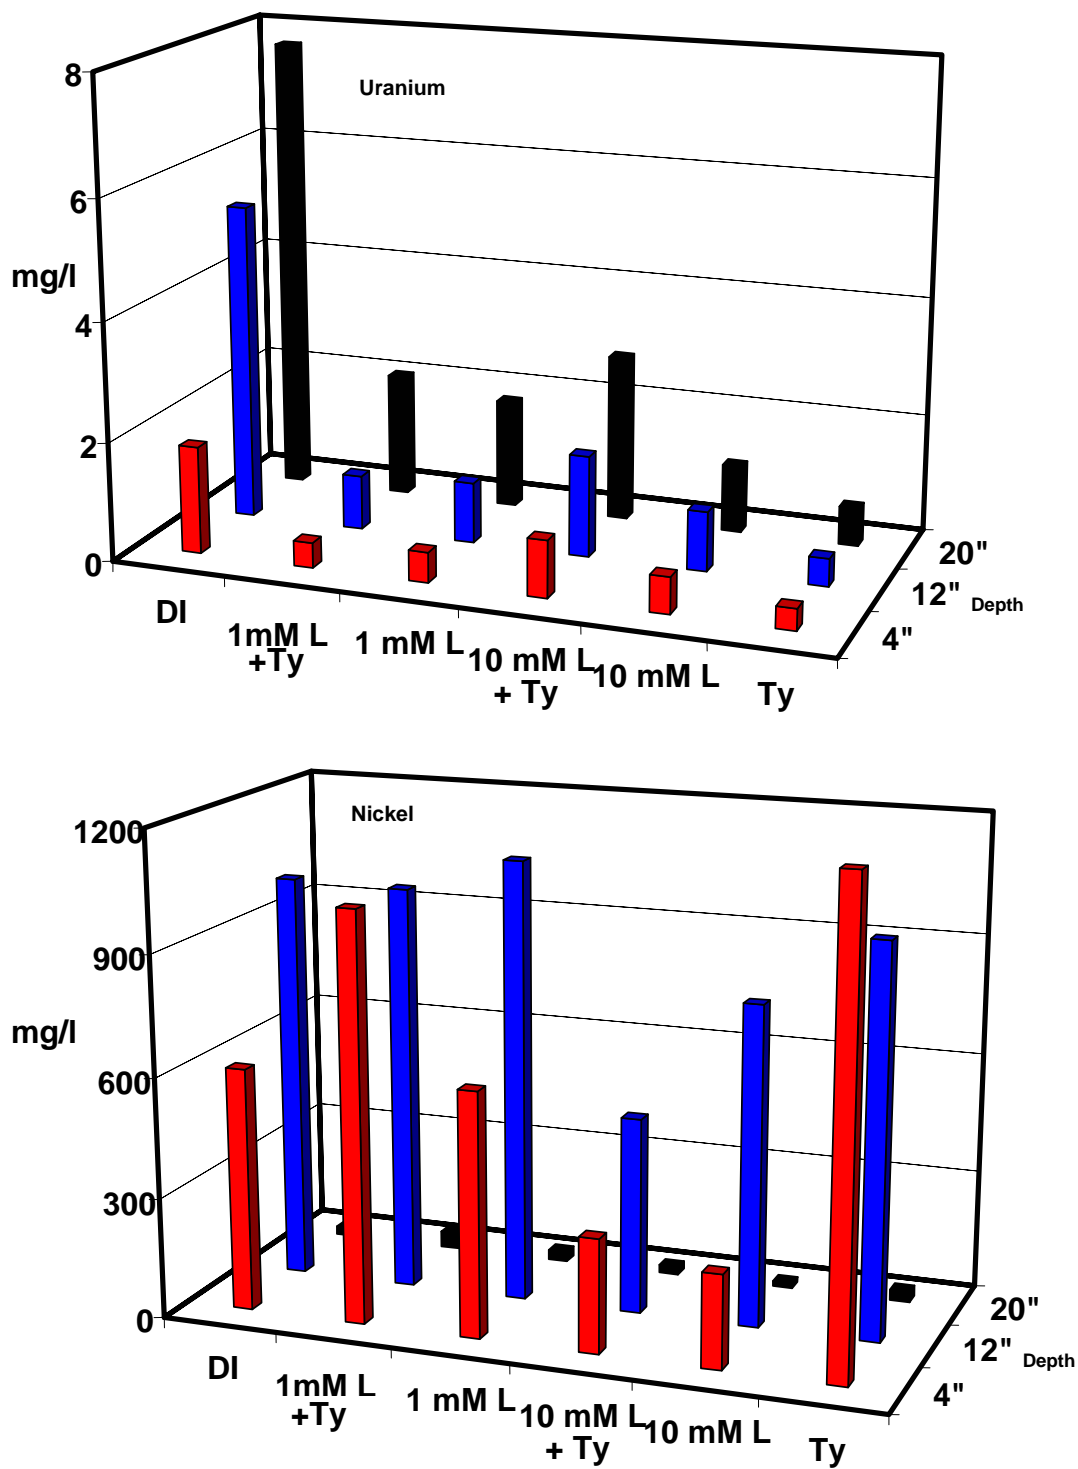 Uranium
8
6
mg/l
4
2
0
DI
1mM L
+Ty
1 mM L
10 mM L
+ Ty
10 mM L
Ty
20"
12"
4"
Depth
Nickel
1200
900
mg/l
600
300
0
DI
1mM L
+Ty
1 mM L
10 mM L
+ Ty
10 mM L
Ty
20"
12"
4"
Depth